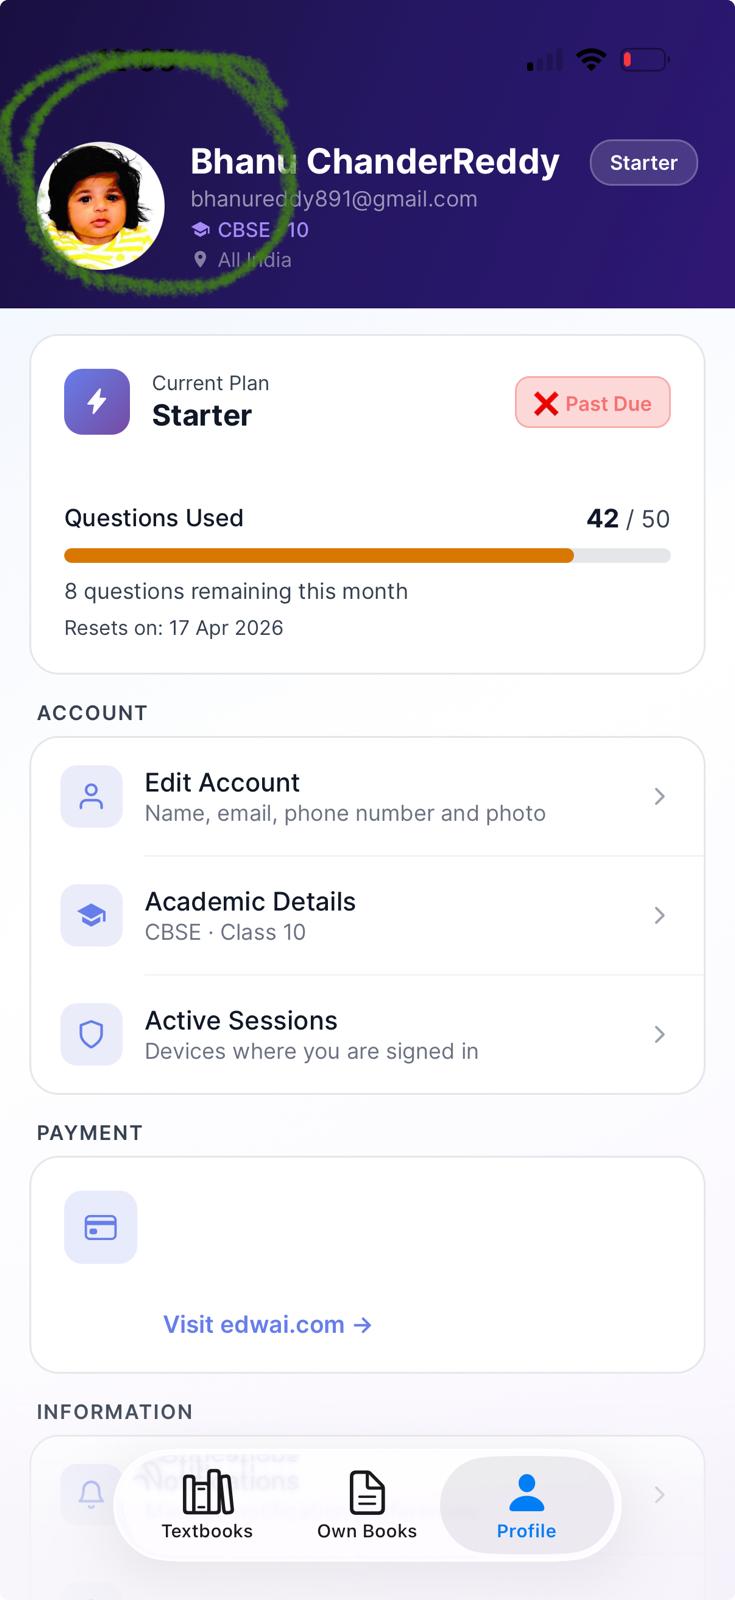 Bhanu ChanderReddy
Starter
bhanureddy891@gmail.com
CBSE · 10
All India
Current Plan
Starter
❌ Past Due
Questions Used
42 / 50
8 questions remaining this month
Resets on: 17 Apr 2026
ACCOUNT
Edit Account
Name, email, phone number and photo
Academic Details
CBSE · Class 10
Active Sessions
Devices where you are signed in
PAYMENT
Visit edwai.com →
INFORMATION
Notifications
Textbooks
Own Books
Profile